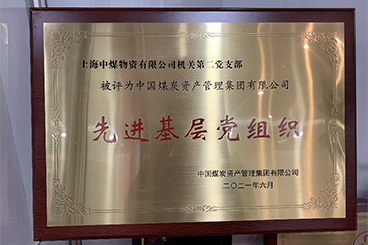 上海中煤物资有限公司机关第二党支部
被评为中国煤炭资产管理集团有限公司
先进基层党组织
中国煤炭资产管理集团有限公司
二〇二一年六月